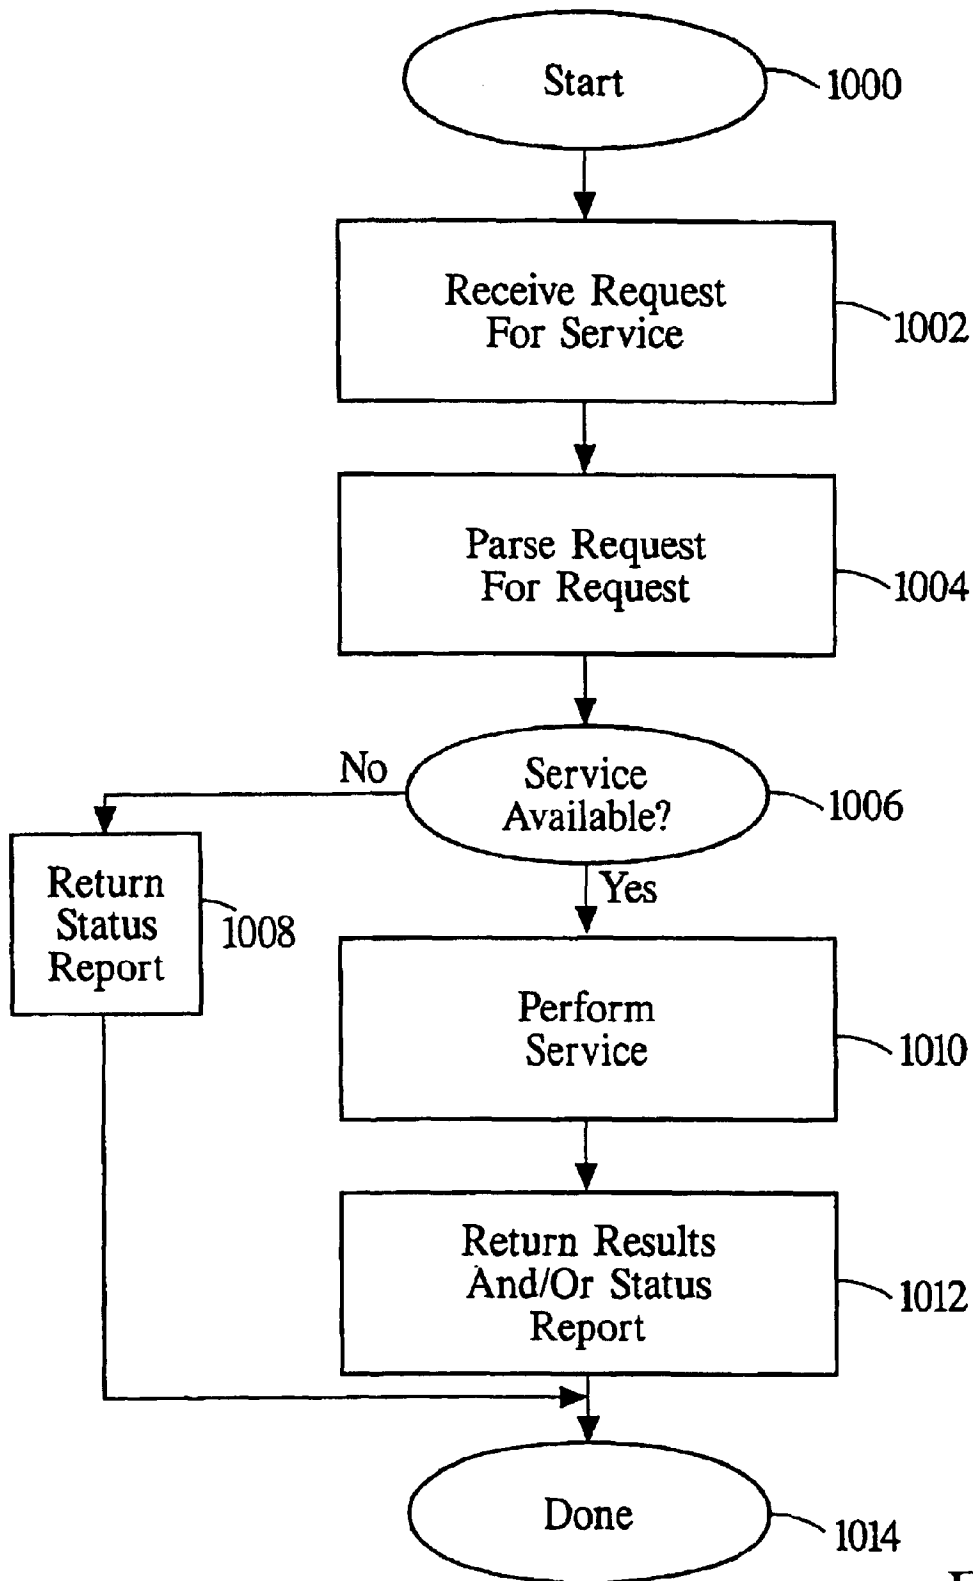 Start
1000
Receive Request
For Service
1002
Parse Request
For Request
1004
Service
Available?
1006
No
Yes
Return
Status
Report
1008
Perform
Service
1010
Return Results
And/Or Status
Report
1012
Done
1014